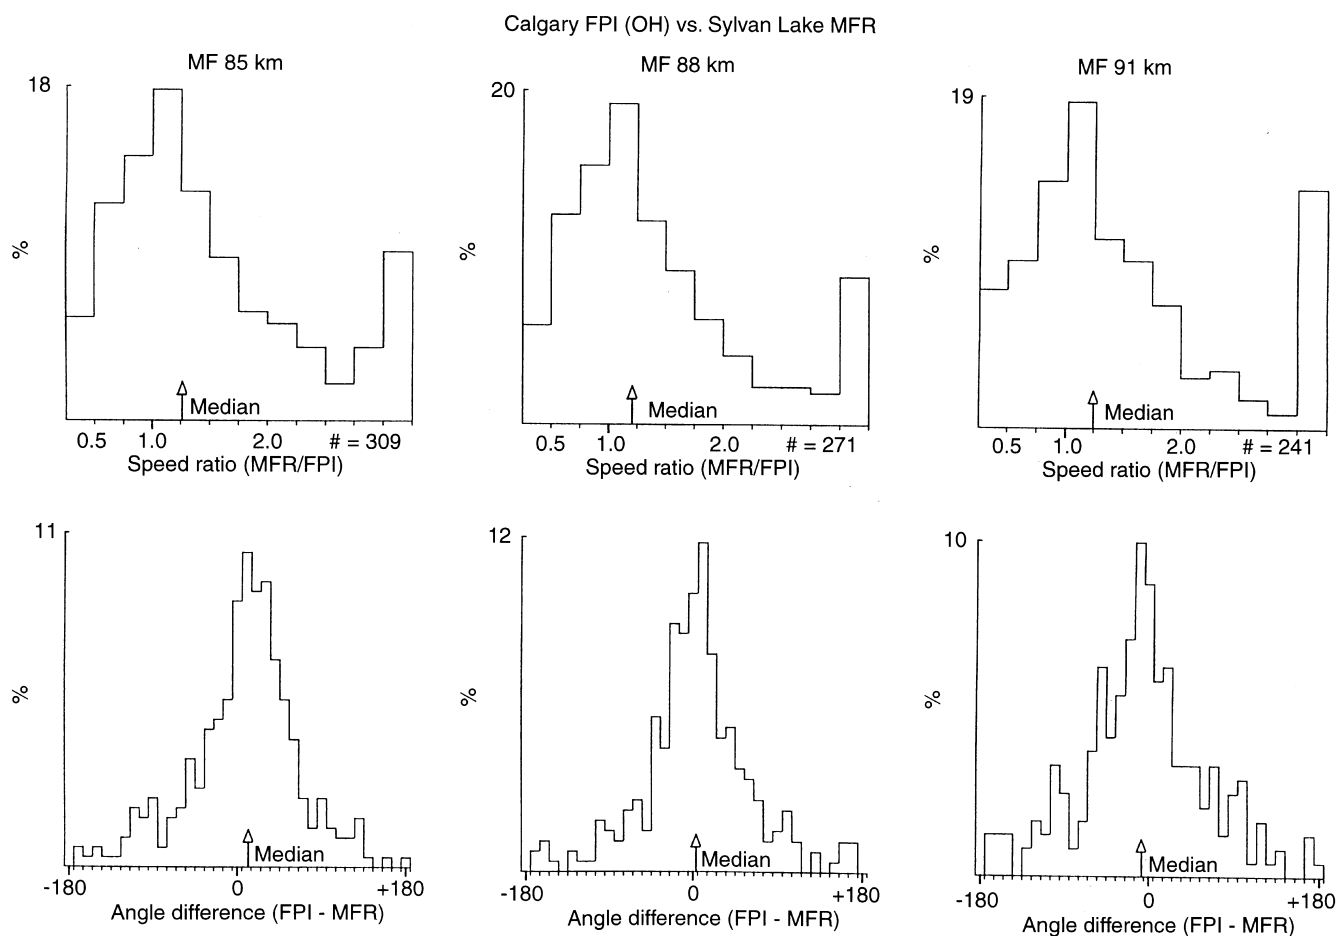 Calgary FPI (OH) vs. Sylvan Lake MFR
MF 85 km
18
%
Median
0.5 1.0 2.0 # = 309
Speed ratio (MFR/FPI)
MF 88 km
20
%
Median
0.5 1.0 2.0 # = 271
Speed ratio (MFR/FPI)
MF 91 km
19
%
Median
0.5 1.0 2.0 # = 241
Speed ratio (MFR/FPI)
11
%
Median
-180 0 +180
Angle difference (FPI - MFR)
12
%
Median
-180 0 +180
Angle difference (FPI - MFR)
10
%
Median
-180 0 +180
Angle difference (FPI - MFR)